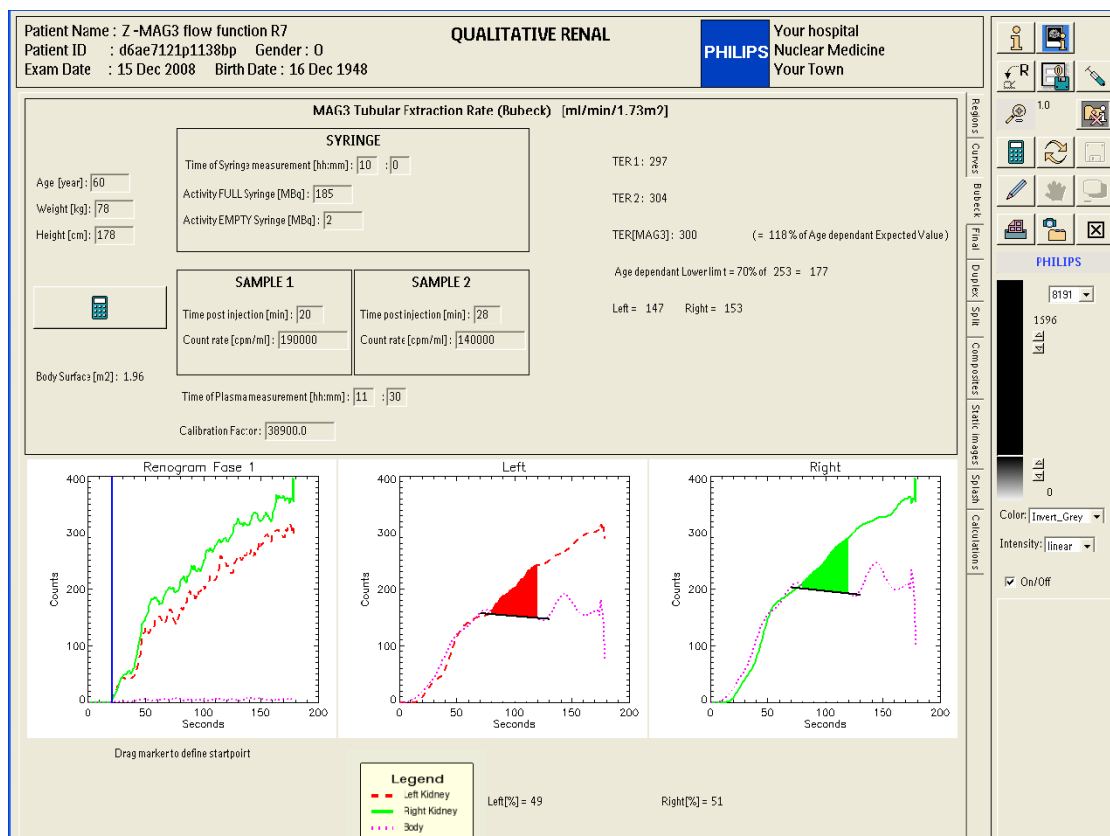 Patient Name : Z -MAG3 flow function R7
Patient ID : d6ae7121p1138bp Gender : O
Exam Date : 15 Dec 2008 Birth Date : 16 Dec 1948
QUALITATIVE RENAL
PHILIPS
Your hospital
Nuclear Medicine
Your Town
MAG3 Tubular Extraction Rate (Bubeck) [ml/min/1.73m2]
Age [year] : 60
Weight [kg] : 78
Height [cm] : 178
Body Surface [m2] : 1.96
SYRINGE
Time of Syringe measurement [hh:mm] : 10 : 0
Activity FULL Syringe [MBq] : 185
Activity EMPTY Syringe [MBq] : 2
SAMPLE 1
Time post injection [min] : 20
Count rate [cpm/ml] : 190000
SAMPLE 2
Time post injection [min] : 28
Count rate [cpm/ml] : 140000
Time of Plasma measurement [hh:mm] : 11 : 30
Calibration Factor : 38900.0
TER 1 : 297
TER 2 : 304
TER[MAG3] : 300 (= 118 % of Age dependant Expected Value)
Age dependant Lower limit = 70% of 253 = 177
Left = 147 Right = 153
Regions
Curves
Bubeck
Final
Duplex
Split
Composites
Static images
Splash
Calculations
R
1.0
PHILIPS
8191
1596
0
Color: Invert_Grey
Intensity: linear
On/Off
Renogram Fase 1
400
300
200
100
0
Counts
0 50 100 150 200
Seconds
Left
400
300
200
100
0
Counts
0 50 100 150 200
Seconds
Right
400
300
200
100
0
Counts
0 50 100 150 200
Seconds
Drag marker to define startpoint
Legend
Left Kidney
Right Kidney
Body
Left[%] = 49
Right[%] = 51